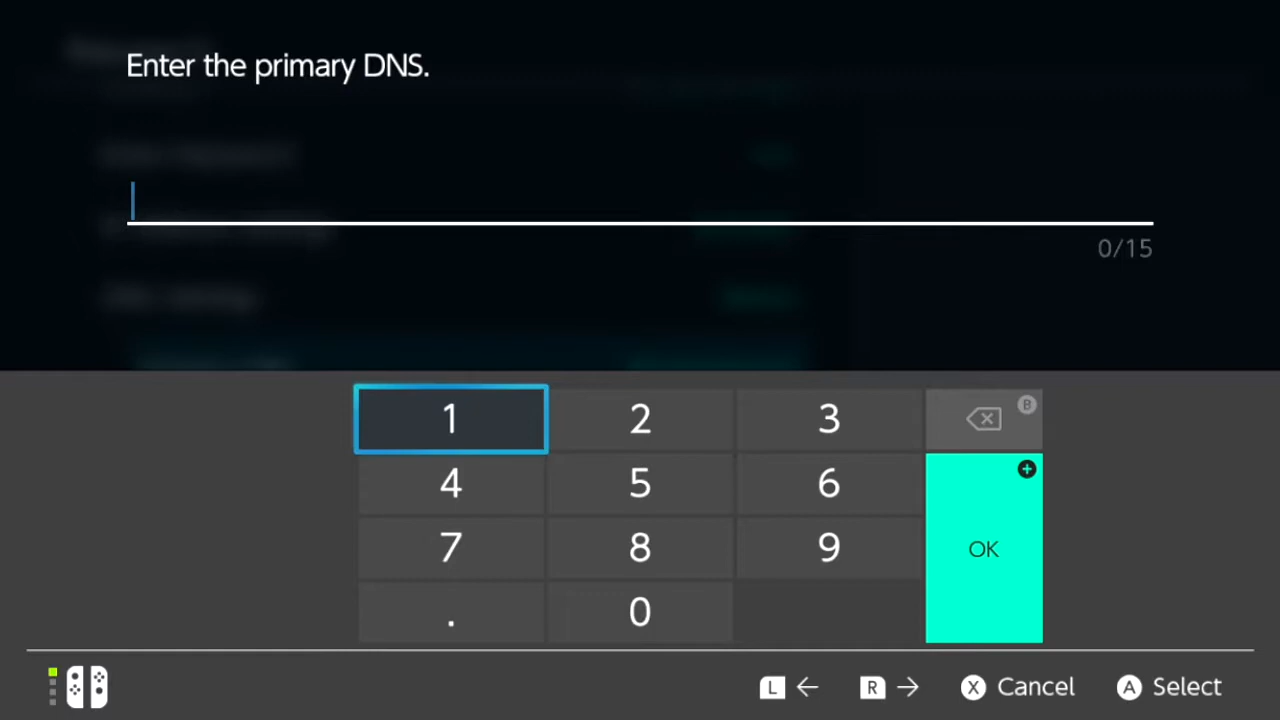 Enter the primary DNS.
0/15
1 2 3 B
4 5 6 +
7 8 9 OK
. 0
L ← R → X Cancel A Select